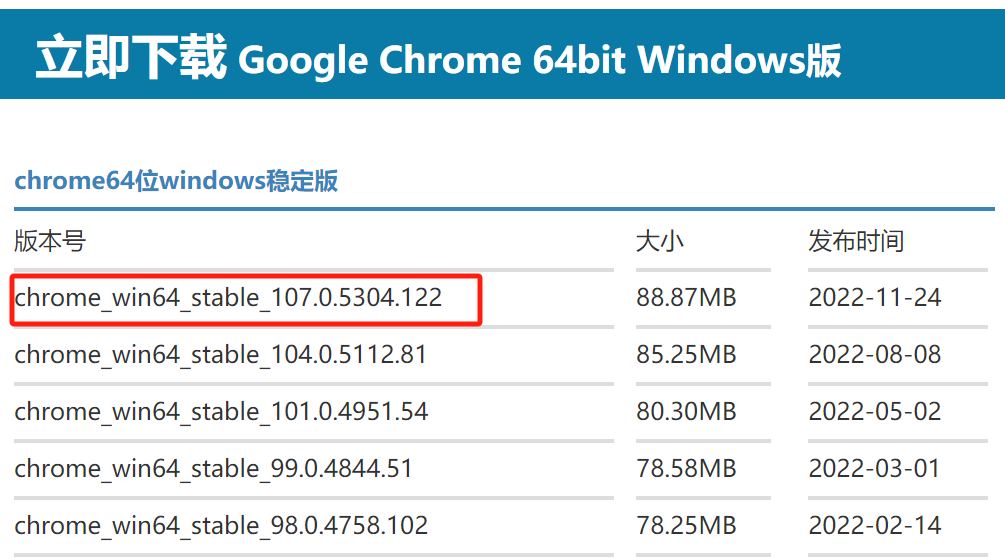 立即下载 Google Chrome 64bit Windows版
chrome64位windows稳定版
版本号 大小 发布时间
chrome_win64_stable_107.0.5304.122 88.87MB 2022-11-24
chrome_win64_stable_104.0.5112.81 85.25MB 2022-08-08
chrome_win64_stable_101.0.4951.54 80.30MB 2022-05-02
chrome_win64_stable_99.0.4844.51 78.58MB 2022-03-01
chrome_win64_stable_98.0.4758.102 78.25MB 2022-02-14